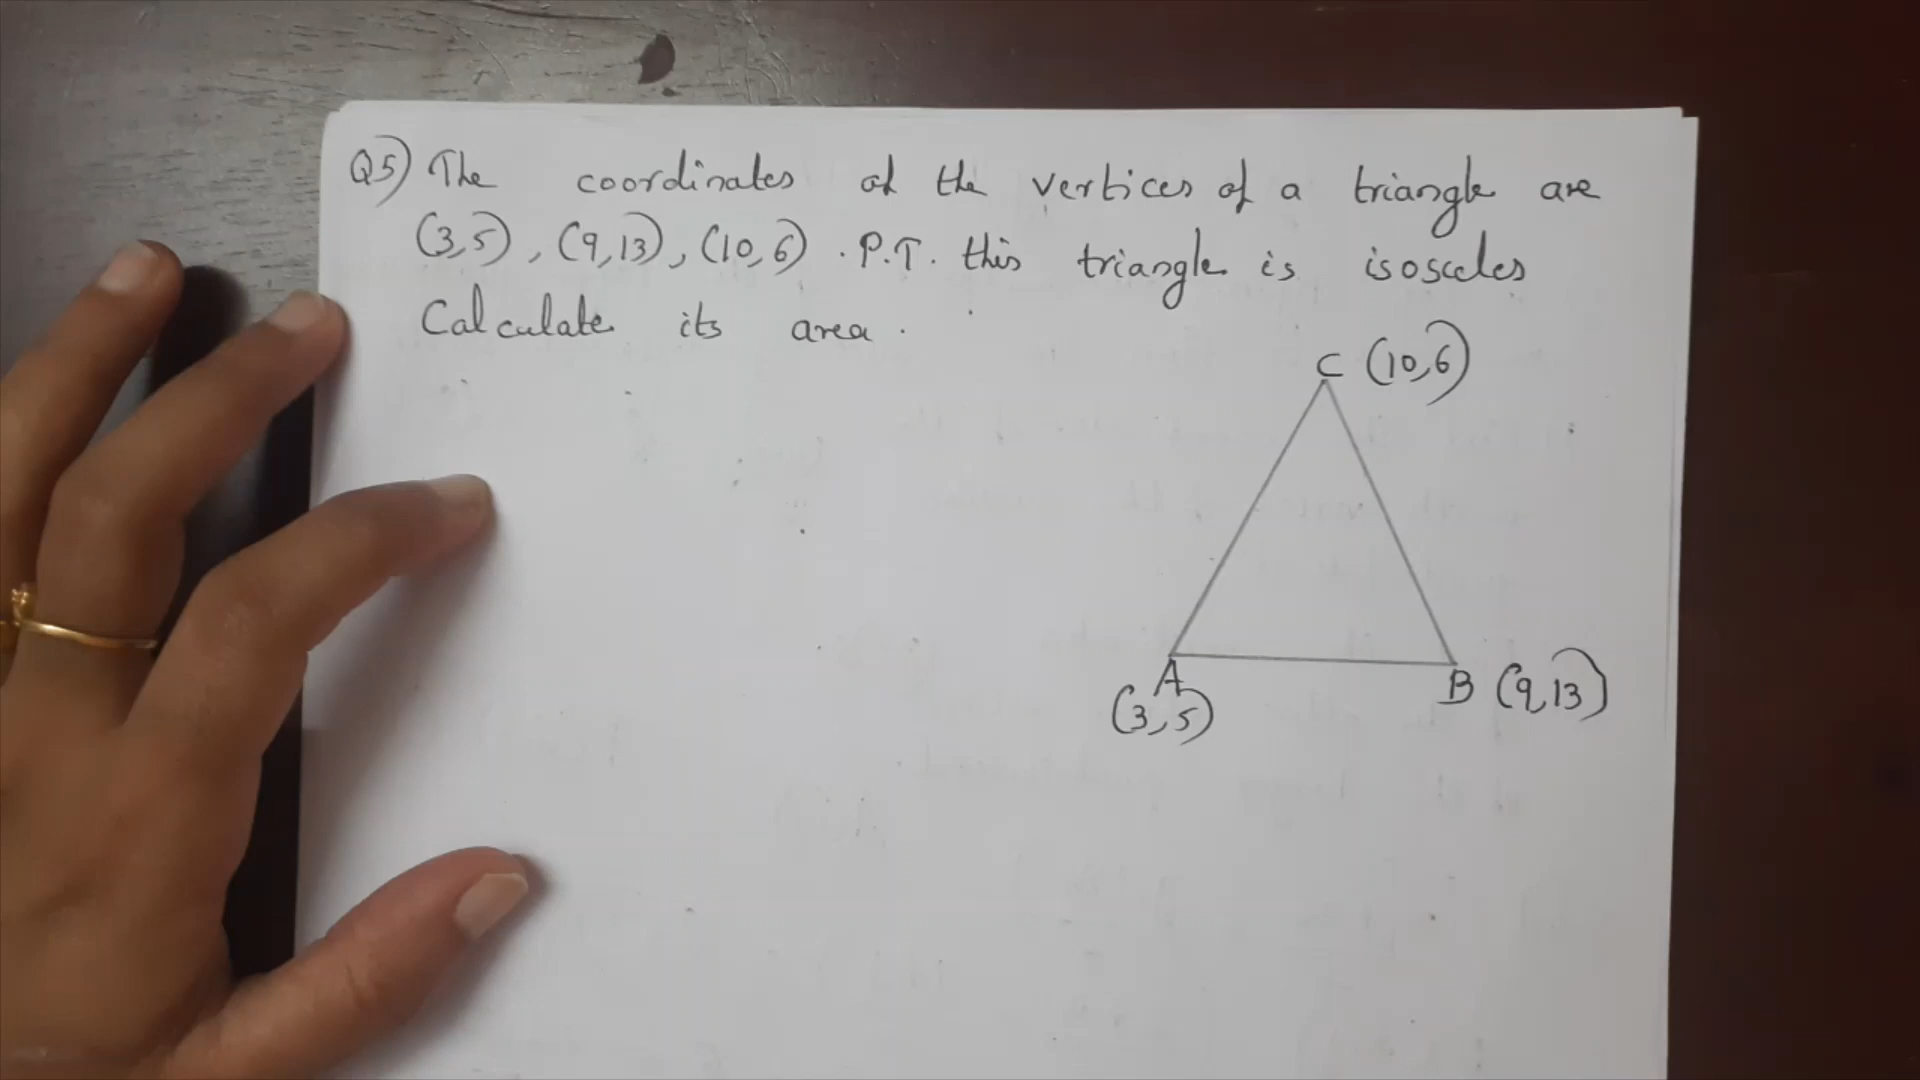 Q5) The coordinates of the vertices of a triangle are
(3,5), (9,13), (10,6). P.T. this triangle is isosceles
Calculate its area.
C (10,6)
A
B (9,13)
(3,5)